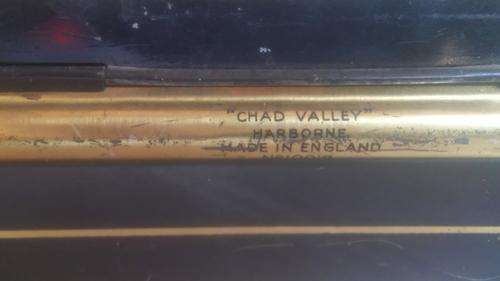 "CHAD VALLEY"
HARBORNE
MADE IN ENGLAND